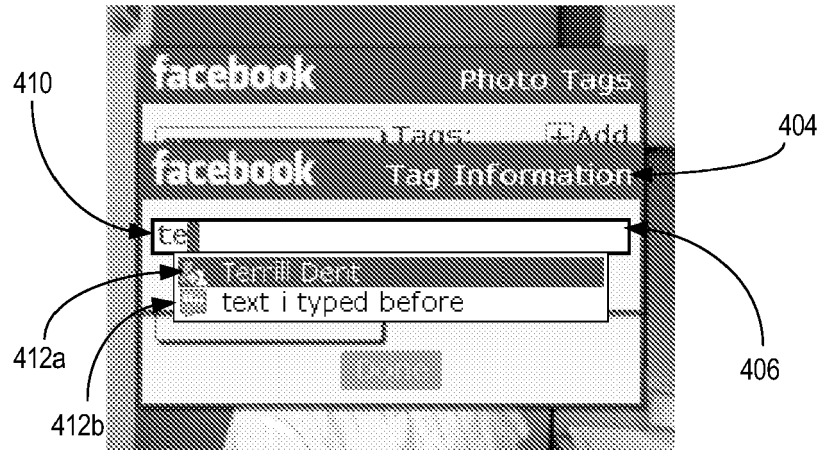 facebook Photo Tags
410
Tags: Add
404
facebook Tag Information
te
Terrill Dent
text i typed before
412a
406
412b